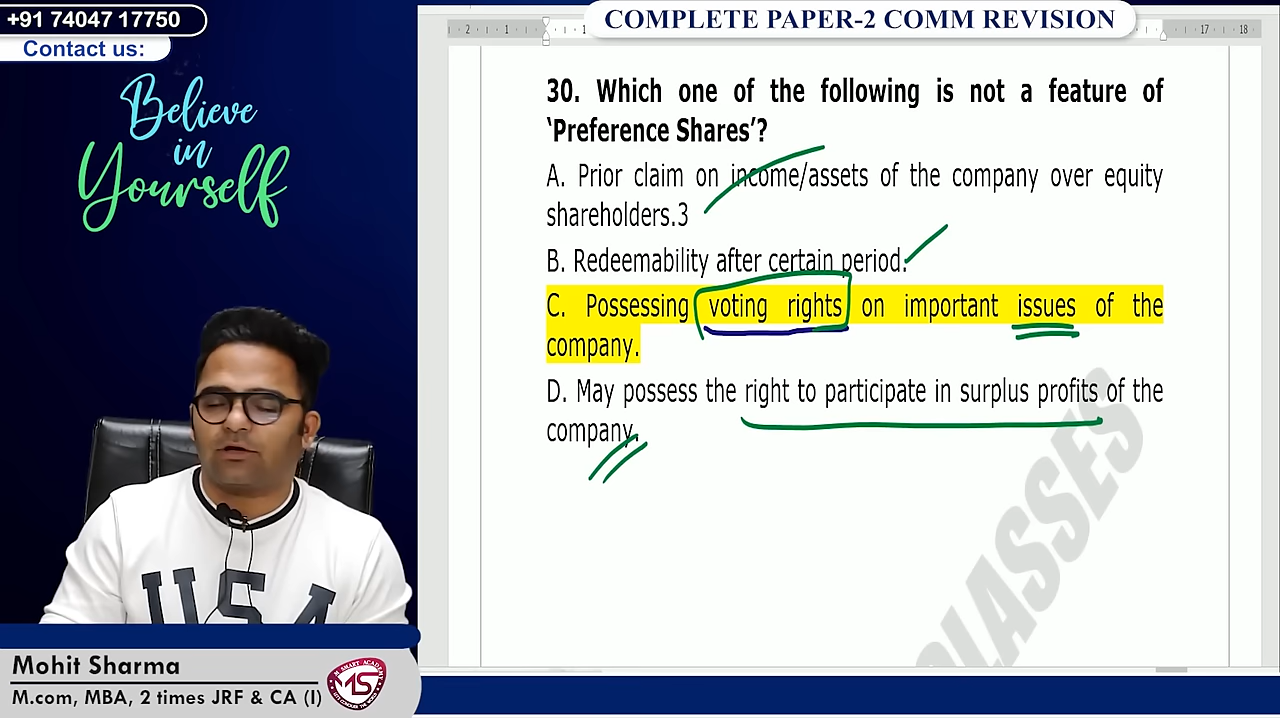 +91 74047 17750
Contact us:
COMPLETE PAPER-2 COMM REVISION
Believe
in
Yourself
30. Which one of the following is not a feature of
‘Preference Shares’?
A. Prior claim on income/assets of the company over equity
shareholders.3
B. Redeemability after certain period.
C. Possessing voting rights on important issues of the
company.
D. May possess the right to participate in surplus profits of the
company.
CLASSES
USA
Mohit Sharma
M.com, MBA, 2 times JRF & CA (I)